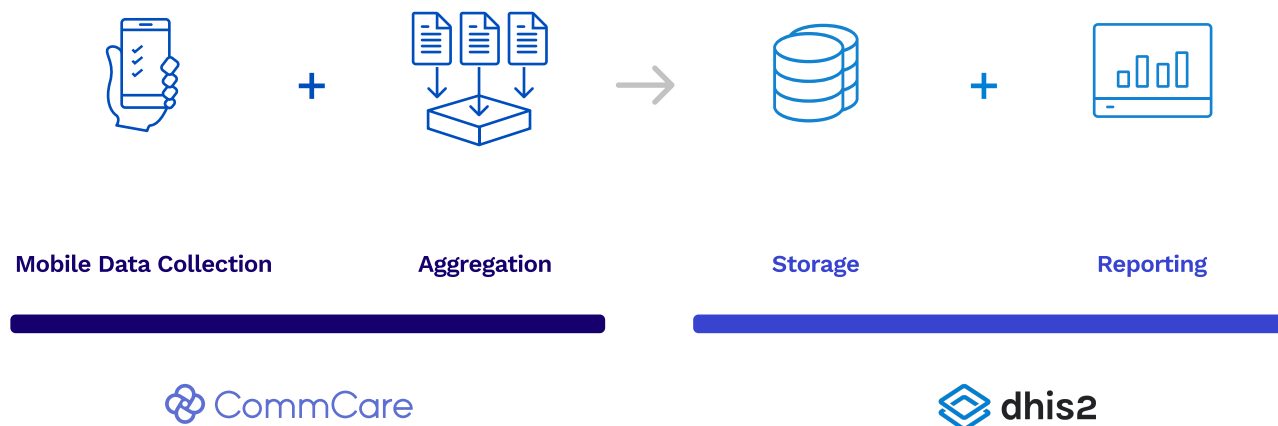 Mobile Data Collection
Aggregation
Storage
Reporting
CommCare
dhis2